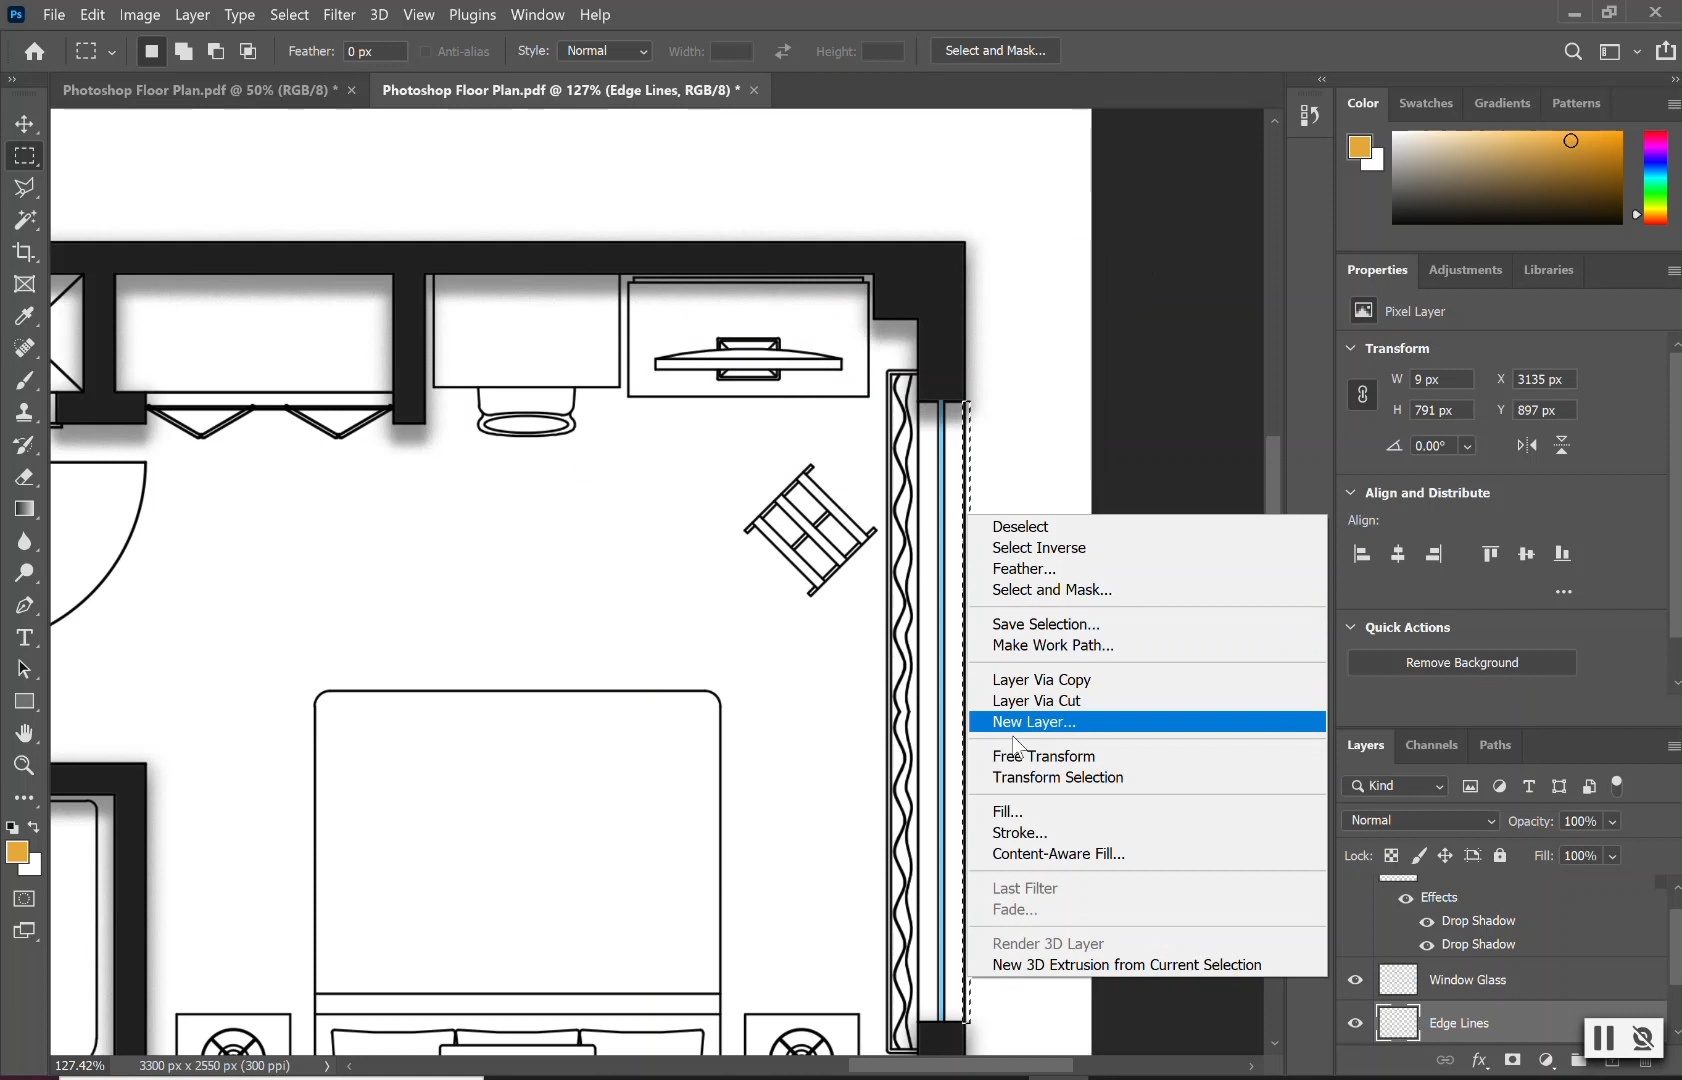 Ps File Edit Image Layer Type Select Filter 3D View Plugins Window Help
Feather: 0 px Anti-alias Style: Normal Width: Height: Select and Mask...
Photoshop Floor Plan.pdf @ 50% (RGB/8) * × Photoshop Floor Plan.pdf @ 127% (Edge Lines, RGB/8) * ×
Color Swatches Gradients Patterns
Properties Adjustments Libraries
Pixel Layer
Transform
W 9 px X 3135 px
H 791 px Y 897 px
0.00°
Align and Distribute
Align:
Quick Actions
Remove Background
Deselect
Select Inverse
Feather...
Select and Mask...
Save Selection...
Make Work Path...
Layer Via Copy
Layer Via Cut
New Layer...
Free Transform
Transform Selection
Fill...
Stroke...
Content-Aware Fill...
Last Filter
Fade...
Render 3D Layer
New 3D Extrusion from Current Selection
Layers Channels Paths
Kind
Normal Opacity: 100%
Lock: Fill: 100%
Effects
Drop Shadow
Drop Shadow
Window Glass
Edge Lines
fx
127.42% 3300 px x 2550 px (300 ppi)